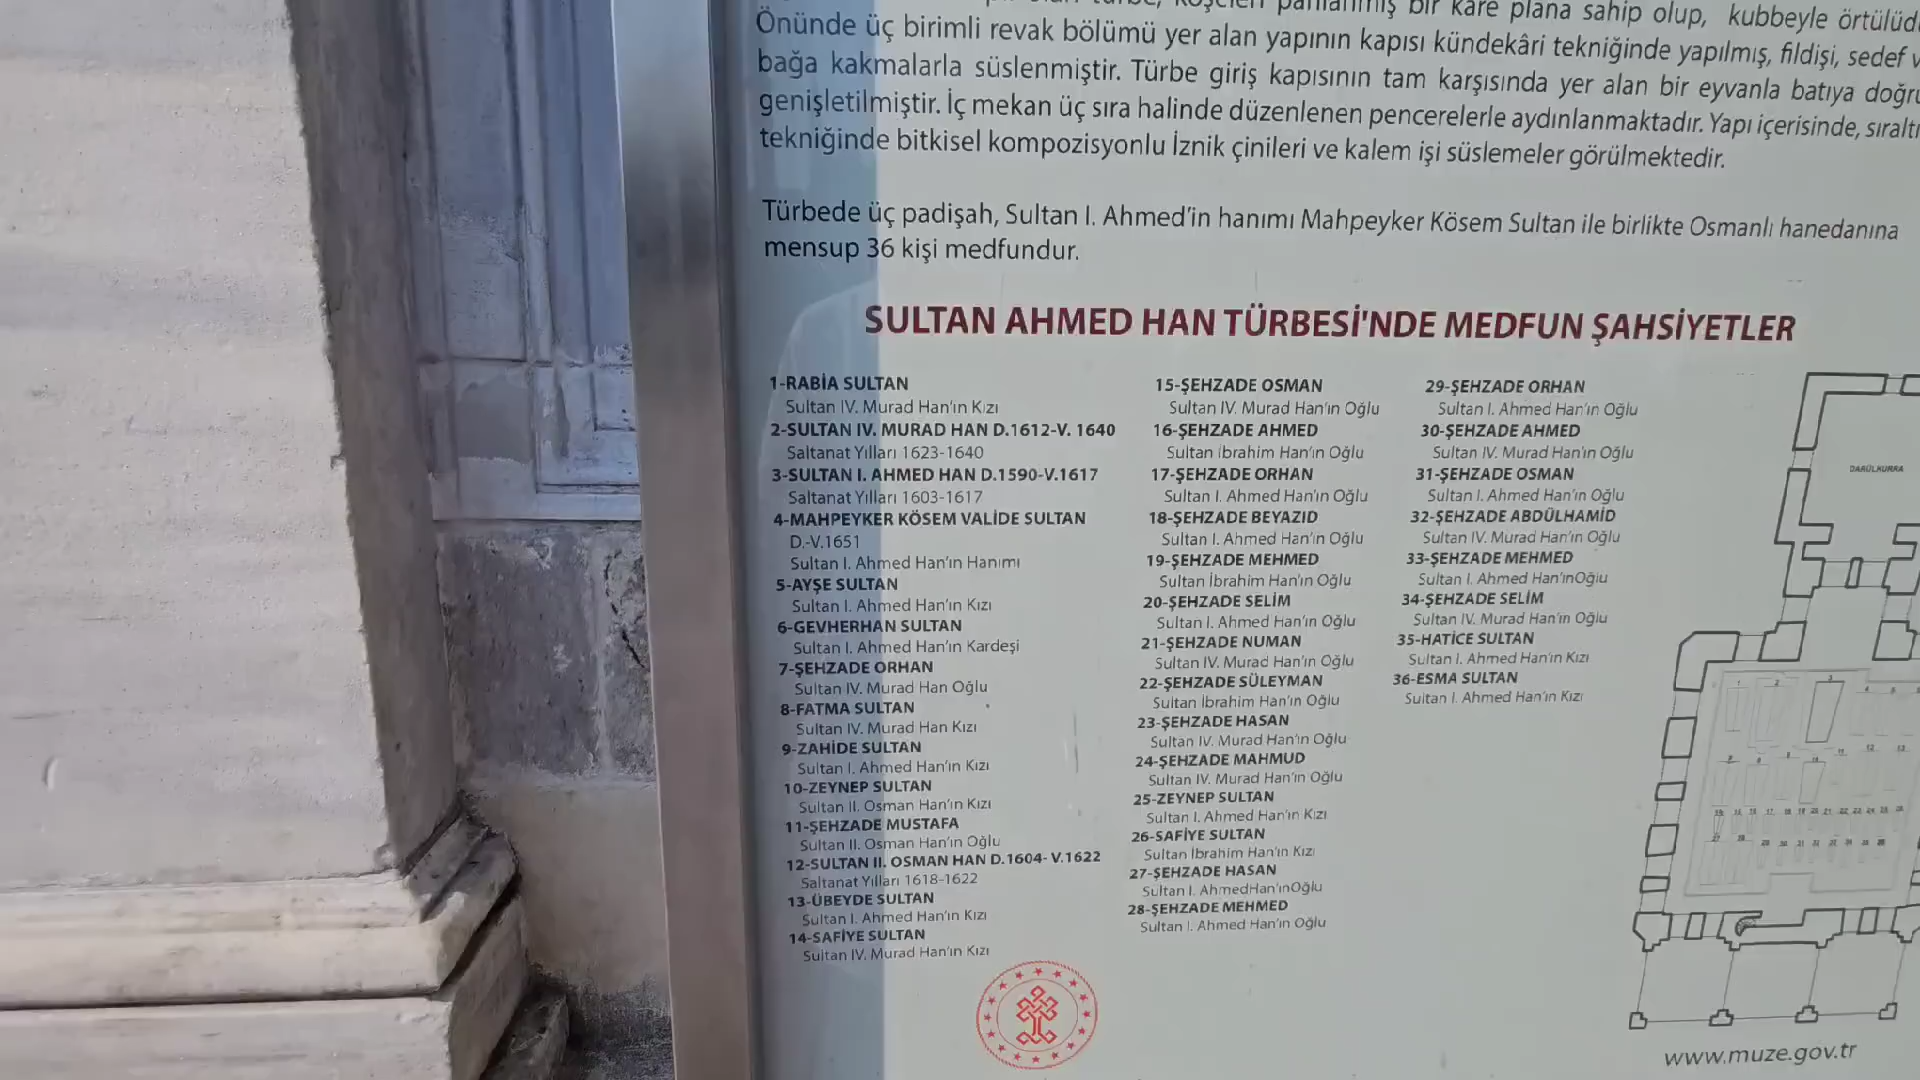 kare plana sahip olup, kubbeyle örtülüdü
Önünde üç birimli revak bölümü yer alan yapının kapısı kündekâri tekniğinde yapılmış, fildişi, sedef v
bağa kakmalarla süslenmiştir. Türbe giriş kapısının tam karşısında yer alan bir eyvanla batıya doğru
genişletilmiştir. İç mekan üç sıra halinde düzenlenen pencerelerle aydınlanmaktadır. Yapı içerisinde, sıraltı
tekniğinde bitkisel kompozisyonlu İznik çinileri ve kalem işi süslemeler görülmektedir.
Türbede üç padişah, Sultan I. Ahmed'in hanımı Mahpeyker Kösem Sultan ile birlikte Osmanlı hanedanına
mensup 36 kişi medfundur.
SULTAN AHMED HAN TÜRBESİ'NDE MEDFUN ŞAHSİYETLER
1-RABİA SULTAN
Sultan IV. Murad Han'ın Kızı
2-SULTAN IV. MURAD HAN D.1612-V. 1640
Saltanat Yılları 1623-1640
3-SULTAN I. AHMED HAN D.1590-V.1617
Saltanat Yılları 1603-1617
4-MAHPEYKER KÖSEM VALİDE SULTAN
D.-V.1651
Sultan I. Ahmed Han'ın Hanımı
5-AYŞE SULTAN
Sultan I. Ahmed Han'ın Kızı
6-GEVHERHAN SULTAN
Sultan I. Ahmed Han'ın Kardeşi
7-ŞEHZADE ORHAN
Sultan IV. Murad Han Oğlu
8-FATMA SULTAN
Sultan IV. Murad Han Kızı
9-ZAHİDE SULTAN
Sultan I. Ahmed Han'ın Kızı
10-ZEYNEP SULTAN
Sultan II. Osman Han'ın Kızı
11-ŞEHZADE MUSTAFA
Sultan II. Osman Han'ın Oğlu
12-SULTAN II. OSMAN HAN D.1604- V.1622
Saltanat Yılları 1618-1622
13-ÜBEYDE SULTAN
Sultan I. Ahmed Han'ın Kızı
14-SAFİYE SULTAN
Sultan IV. Murad Han'ın Kızı
15-ŞEHZADE OSMAN
Sultan IV. Murad Han'ın Oğlu
16-ŞEHZADE AHMED
Sultan İbrahim Han'ın Oğlu
17-ŞEHZADE ORHAN
Sultan I. Ahmed Han'ın Oğlu
18-ŞEHZADE BEYAZID
Sultan I. Ahmed Han'ın Oğlu
19-ŞEHZADE MEHMED
Sultan İbrahim Han'ın Oğlu
20-ŞEHZADE SELİM
Sultan I. Ahmed Han'ın Oğlu
21-ŞEHZADE NUMAN
Sultan IV. Murad Han'ın Oğlu
22-ŞEHZADE SÜLEYMAN
Sultan İbrahim Han'ın Oğlu
23-ŞEHZADE HASAN
Sultan IV. Murad Han'ın Oğlu
24-ŞEHZADE MAHMUD
Sultan IV. Murad Han'ın Oğlu
25-ZEYNEP SULTAN
Sultan I. Ahmed Han'ın Kızı
26-SAFİYE SULTAN
Sultan İbrahim Han'ın Kızı
27-ŞEHZADE HASAN
Sultan I. AhmedHan'ınOğlu
28-ŞEHZADE MEHMED
Sultan I. Ahmed Han'ın Oğlu
29-ŞEHZADE ORHAN
Sultan I. Ahmed Han'ın Oğlu
30-ŞEHZADE AHMED
Sultan IV. Murad Han'ın Oğlu
31-ŞEHZADE OSMAN
Sultan I. Ahmed Han'ın Oğlu
32-ŞEHZADE ABDÜLHAMİD
Sultan IV. Murad Han'ın Oğlu
33-ŞEHZADE MEHMED
Sultan I. Ahmed Han'ınOğlu
34-ŞEHZADE SELİM
Sultan IV. Murad Han'ın Oğlu
35-HATİCE SULTAN
Sultan I. Ahmed Han'ın Kızı
36-ESMA SULTAN
Sultan I. Ahmed Han'ın Kızı
DARÜLKURRA
www.muze.gov.tr